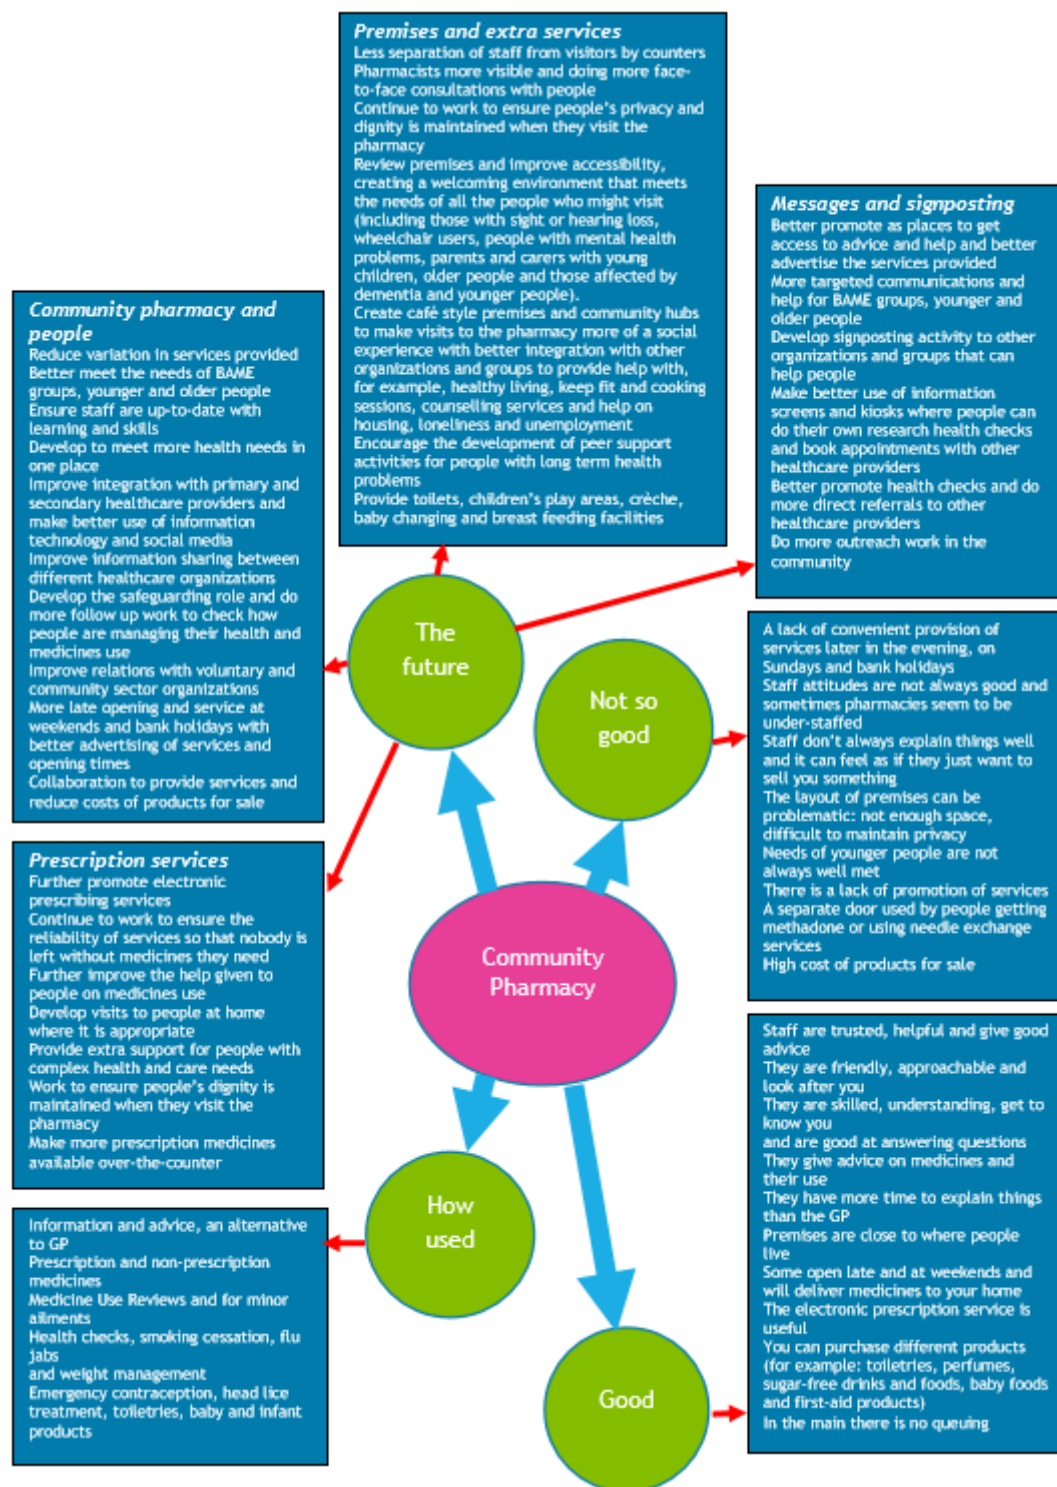 Premises and extra services
Less separation of staff from visitors by counters
Pharmacists more visible and doing more face-
to-face consultations with people
Continue to work to ensure people's privacy and
dignity is maintained when they visit the
pharmacy
Review premises and improve accessibility,
creating a welcoming environment that meets
the needs of all the people who might visit
(including those with sight or hearing loss,
wheelchair users, people with mental health
problems, parents and carers with young
children, older people and those affected by
dementia and younger people).
Create café style premises and community hubs
to make visits to the pharmacy more of a social
experience with better integration with other
organizations and groups to provide help with,
for example, healthy living, keep fit and cooking
sessions, counselling services and help on
housing, loneliness and unemployment
Encourage the development of peer support
activities for people with long term health
problems
Provide toilets, children's play areas, crèche,
baby changing and breast feeding facilities
Messages and signposting
Better promote as places to get
access to advice and help and better
advertise the services provided
More targeted communications and
help for BAME groups, younger and
older people
Develop signposting activity to other
organizations and groups that can
help people
Make better use of information
screens and kiosks where people can
do their own research health checks
and book appointments with other
healthcare providers
Better promote health checks and do
more direct referrals to other
healthcare providers
Do more outreach work in the
community
Community pharmacy and
people
Reduce variation in services provided
Better meet the needs of BAME
groups, younger and older people
Ensure staff are up-to-date with
learning and skills
Develop to meet more health needs in
one place
Improve integration with primary and
secondary healthcare providers and
make better use of information
technology and social media
Improve information sharing between
different healthcare organizations
Develop the safeguarding role and do
more follow up work to check how
people are managing their health and
medicines use
Improve relations with voluntary and
community sector organizations
More late opening and service at
weekends and bank holidays with
better advertising of services and
opening times
Collaboration to provide services and
reduce costs of products for sale
The
future
Not so
good
A lack of convenient provision of
services later in the evening, on
Sundays and bank holidays
Staff attitudes are not always good and
sometimes pharmacies seem to be
under-staffed
Staff don't always explain things well
and it can feel as if they just want to
sell you something
The layout of premises can be
problematic: not enough space,
difficult to maintain privacy
Needs of younger people are not
always well met
There is a lack of promotion of services
A separate door used by people getting
methadone or using needle exchange
services
High cost of products for sale
Prescription services
Further promote electronic
prescribing services
Continue to work to ensure the
reliability of services so that nobody is
left without medicines they need
Further improve the help given to
people on medicines use
Develop visits to people at home
where it is appropriate
Provide extra support for people with
complex health and care needs
Work to ensure people's dignity is
maintained when they visit the
pharmacy
Make more prescription medicines
available over-the-counter
Community
Pharmacy
Staff are trusted, helpful and give good
advice
They are friendly, approachable and
look after you
They are skilled, understanding, get to
know you
and are good at answering questions
They give advice on medicines and
their use
They have more time to explain things
than the GP
Premises are close to where people
live
Some open late and at weekends and
will deliver medicines to your home
The electronic prescription service is
useful
You can purchase different products
(for example: toiletries, perfumes,
sugar-free drinks and foods, baby foods
and first-aid products)
In the main there is no queuing
How
used
Information and advice, an alternative
to GP
Prescription and non-prescription
medicines
Medicine Use Reviews and for minor
ailments
Health checks, smoking cessation, flu
jabs
and weight management
Emergency contraception, head lice
treatment, toiletries, baby and infant
products
Good